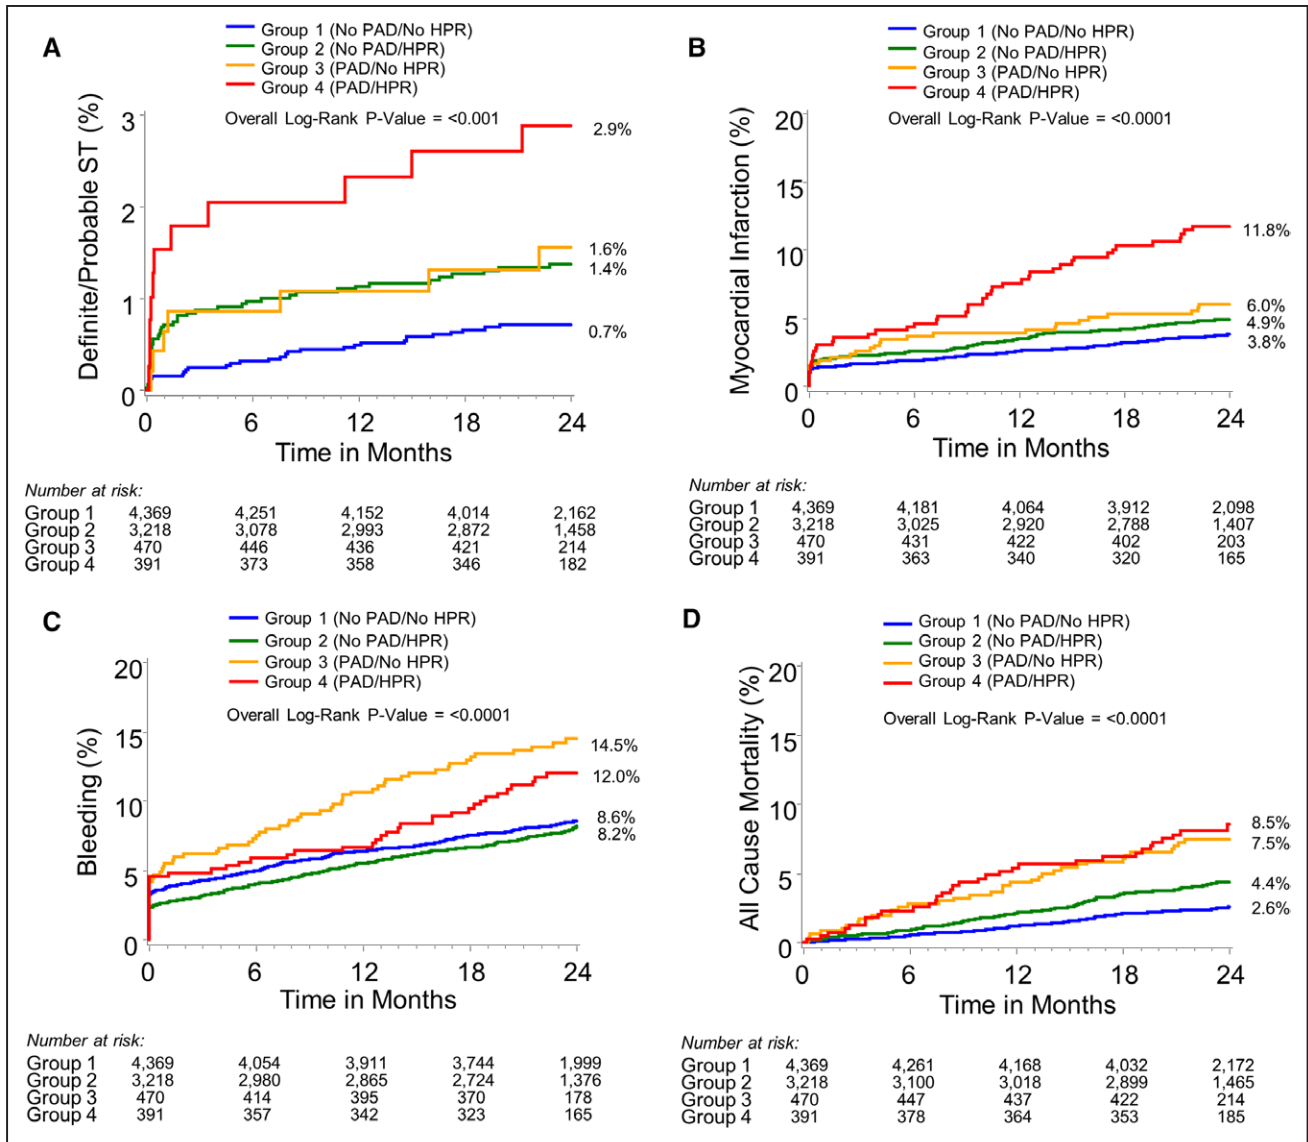 A
Group 1 (No PAD/No HPR)
Group 2 (No PAD/HPR)
Group 3 (PAD/No HPR)
Group 4 (PAD/HPR)
Overall Log-Rank P-Value = <0.001
Definite/Probable ST (%)
3
2
1
0
2.9%
1.6%
1.4%
0.7%
0 6 12 18 24
Time in Months
Number at risk:
Group 1 4,369 4,251 4,152 4,014 2,162
Group 2 3,218 3,078 2,993 2,872 1,458
Group 3 470 446 436 421 214
Group 4 391 373 358 346 182
B
Group 1 (No PAD/No HPR)
Group 2 (No PAD/HPR)
Group 3 (PAD/No HPR)
Group 4 (PAD/HPR)
Overall Log-Rank P-Value = <0.0001
Myocardial Infarction (%)
20
15
10
5
0
11.8%
6.0%
4.9%
3.8%
0 6 12 18 24
Time in Months
Number at risk:
Group 1 4,369 4,181 4,064 3,912 2,098
Group 2 3,218 3,025 2,920 2,788 1,407
Group 3 470 431 422 402 203
Group 4 391 363 340 320 165
C
Group 1 (No PAD/No HPR)
Group 2 (No PAD/HPR)
Group 3 (PAD/No HPR)
Group 4 (PAD/HPR)
Overall Log-Rank P-Value = <0.0001
Bleeding (%)
20
15
10
5
0
14.5%
12.0%
8.6%
8.2%
0 6 12 18 24
Time in Months
Number at risk:
Group 1 4,369 4,054 3,911 3,744 1,999
Group 2 3,218 2,980 2,865 2,724 1,376
Group 3 470 414 395 370 178
Group 4 391 357 342 323 165
D
Group 1 (No PAD/No HPR)
Group 2 (No PAD/HPR)
Group 3 (PAD/No HPR)
Group 4 (PAD/HPR)
Overall Log-Rank P-Value = <0.0001
All Cause Mortality (%)
20
15
10
5
0
8.5%
7.5%
4.4%
2.6%
0 6 12 18 24
Time in Months
Number at risk:
Group 1 4,369 4,261 4,168 4,032 2,172
Group 2 3,218 3,100 3,018 2,899 1,465
Group 3 470 447 437 422 214
Group 4 391 378 364 353 185